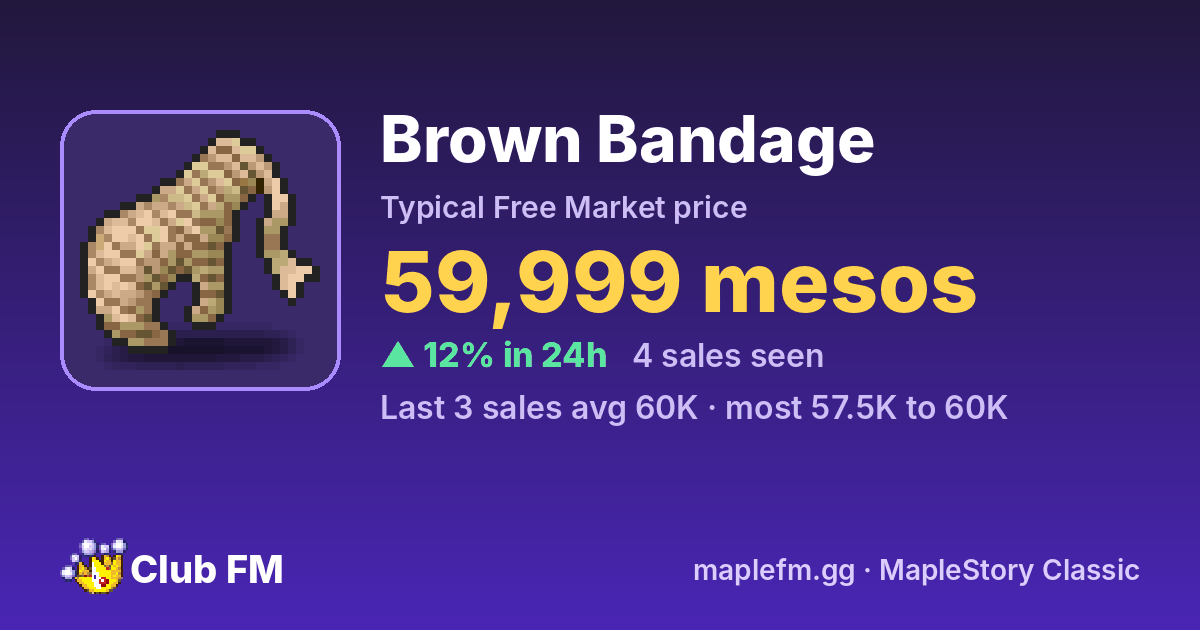 Brown Bandage
Typical Free Market price
59,999 mesos
▲ 12% in 24h 4 sales seen
Last 3 sales avg 60K · most 57.5K to 60K
Club FM
maplefm.gg · MapleStory Classic